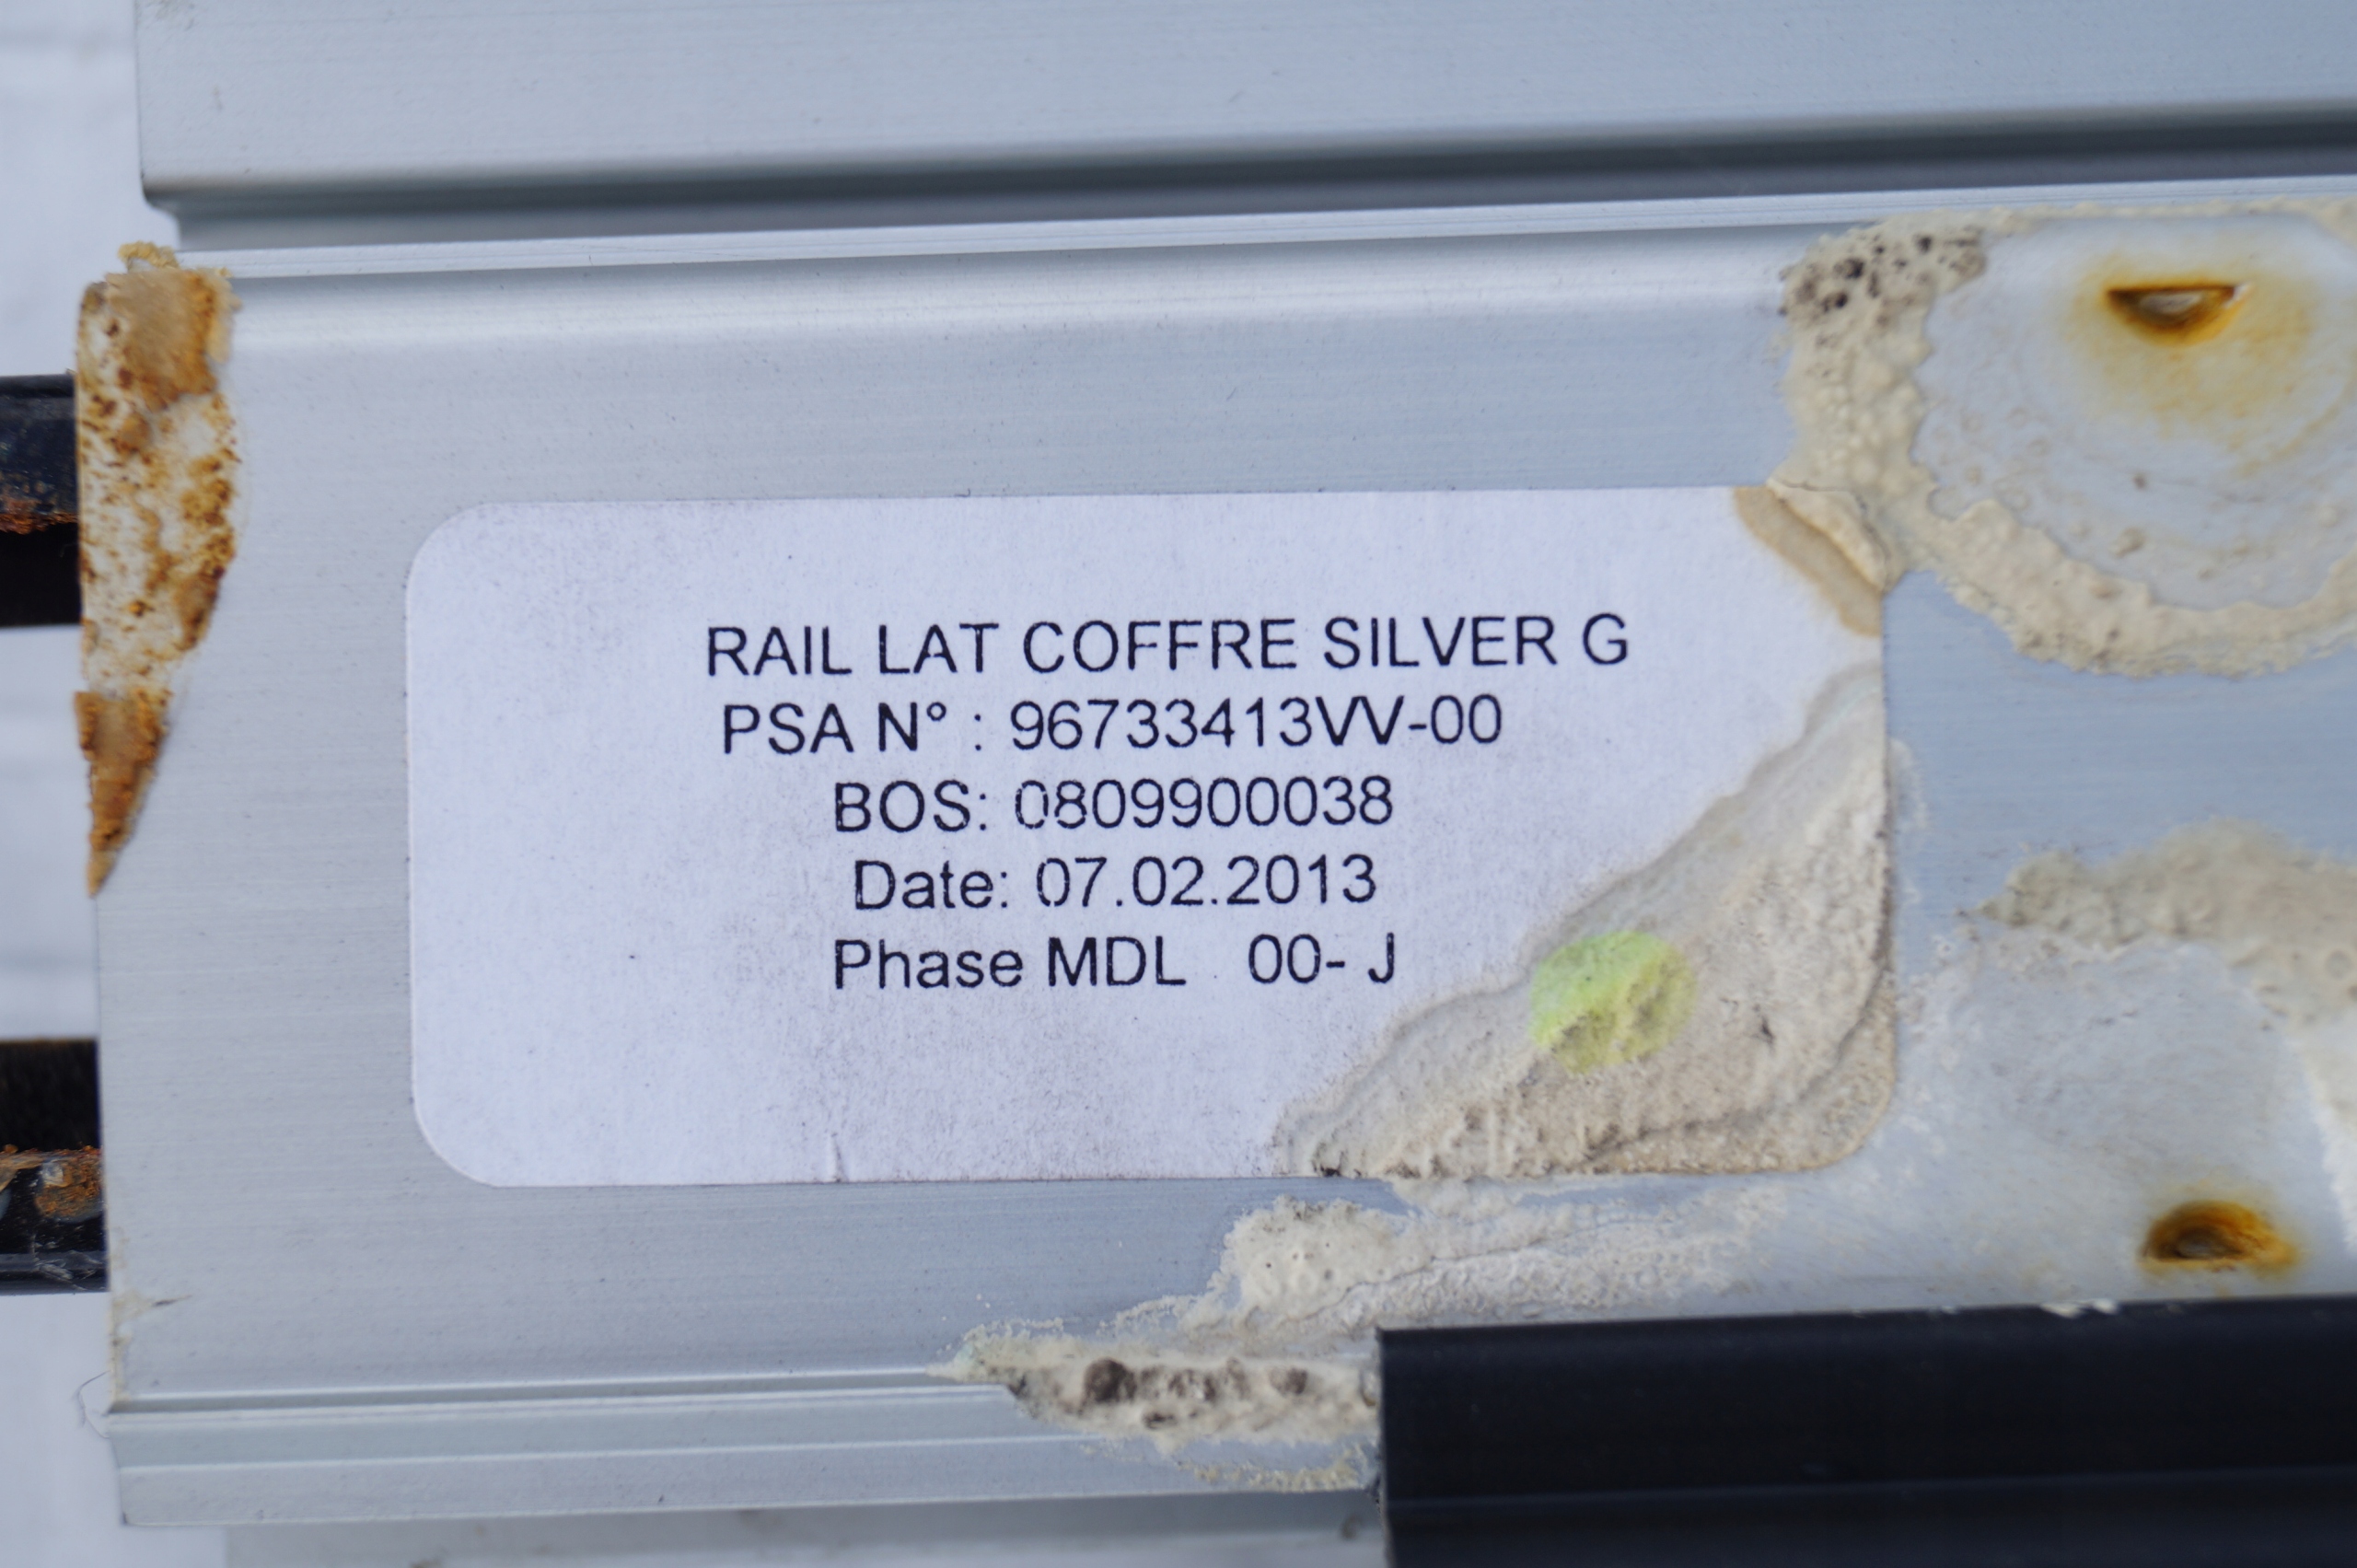 RAIL LAT COFFRE SILVER G
PSA N° : 96733413VV-00
BOS: 0809900038
Date: 07.02.2013
Phase MDL 00- J